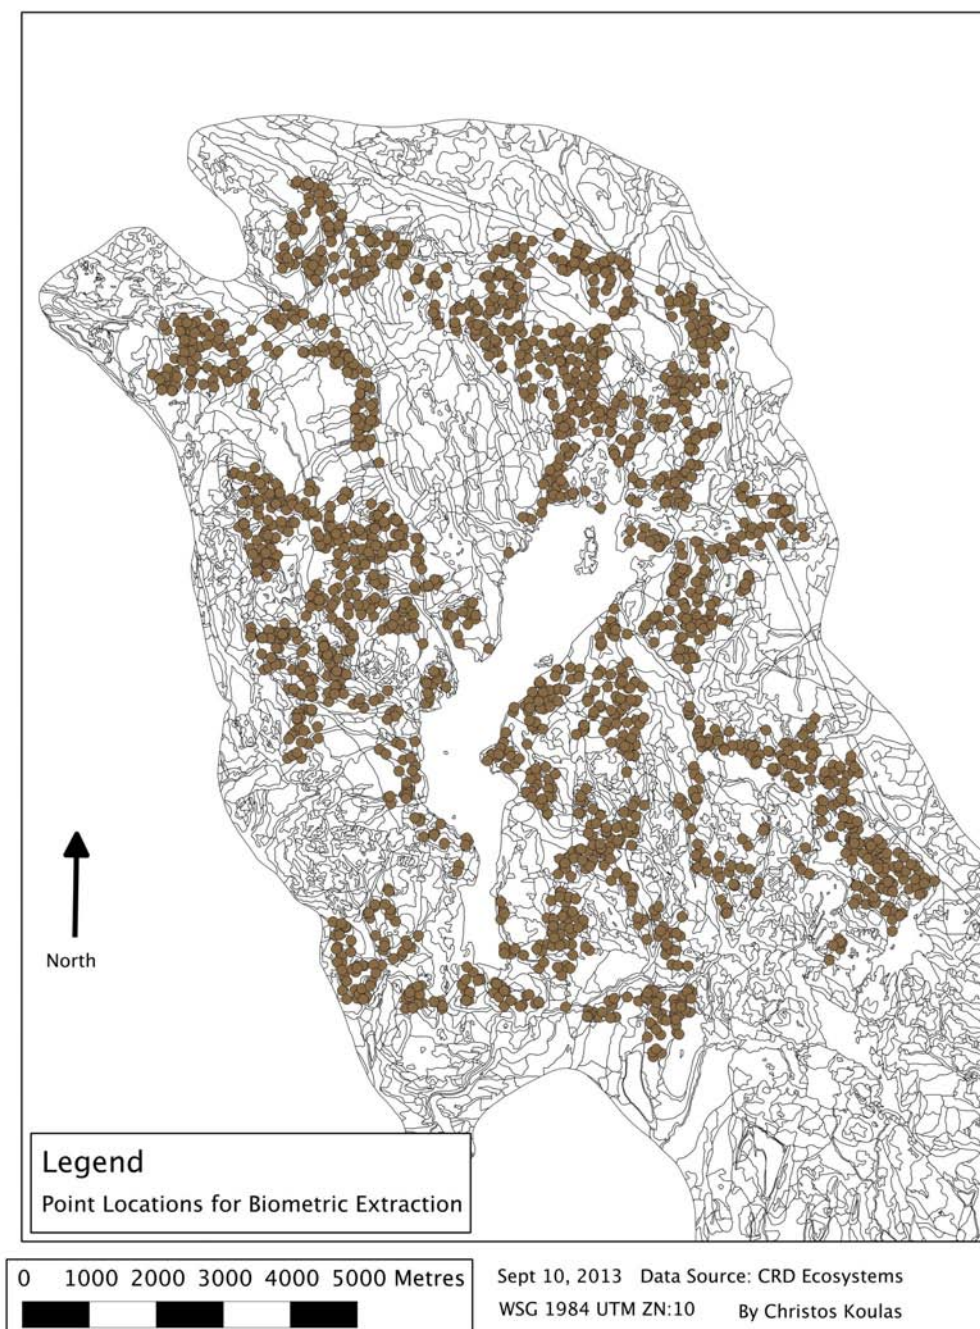 North
Legend
Point Locations for Biometric Extraction
0 1000 2000 3000 4000 5000 Metres
Sept 10, 2013 Data Source: CRD Ecosystems
WSG 1984 UTM ZN:10 By Christos Koulas